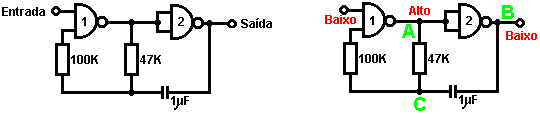 Entrada
1
2
Saída
100K
47K
1µF
Baixo
1
Alto
A
2
B
Baixo
100K
47K
C
1µF